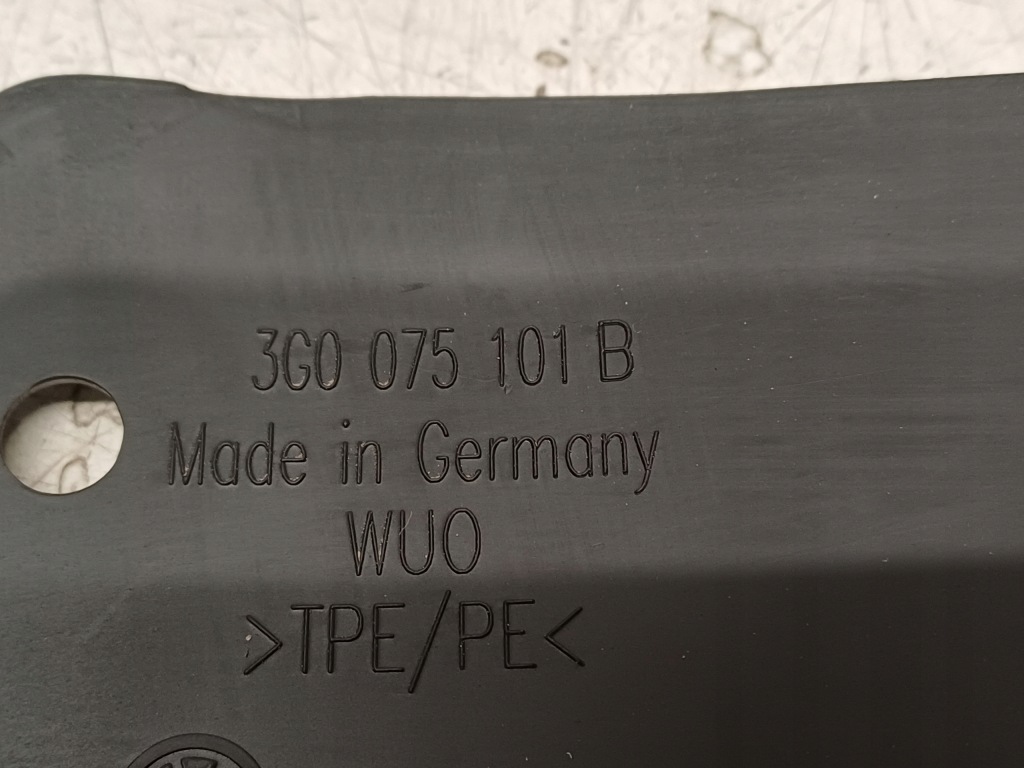 3G0 075 101 B
Made in Germany
WUO
>TPE/PE<